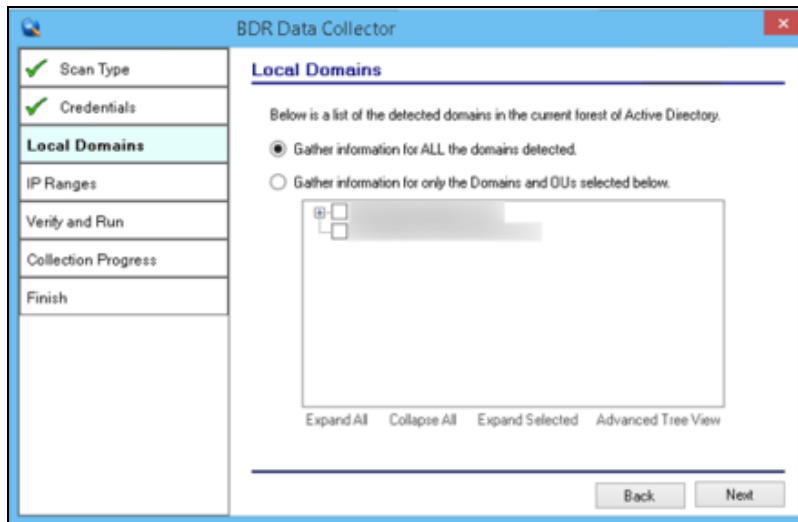 BDR Data Collector
Scan Type
Credentials
Local Domains
IP Ranges
Verify and Run
Collection Progress
Finish
Local Domains
Below is a list of the detected domains in the current forest of Active Directory.
Gather information for ALL the domains detected.
Gather information for only the Domains and OUs selected below.
Expand All Collapse All Expand Selected Advanced Tree View
Back Next